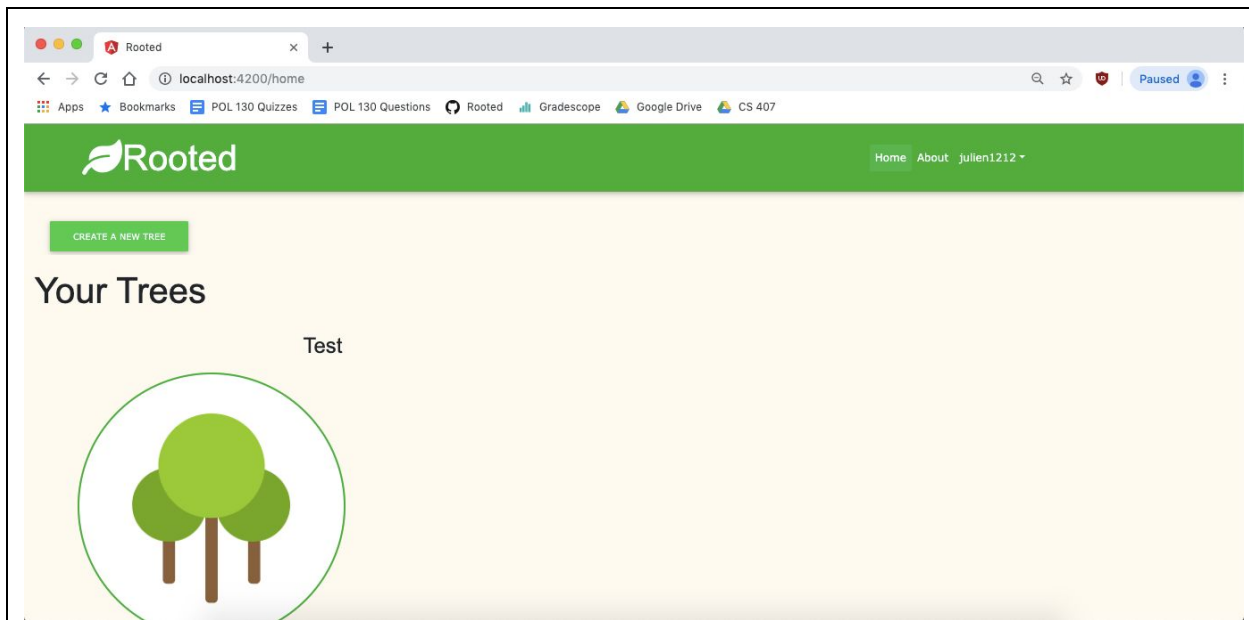 Rooted
localhost:4200/home
Paused
Apps Bookmarks POL 130 Quizzes POL 130 Questions Rooted Gradescope Google Drive CS 407
Rooted
Home About julien1212
CREATE A NEW TREE
Your Trees
Test